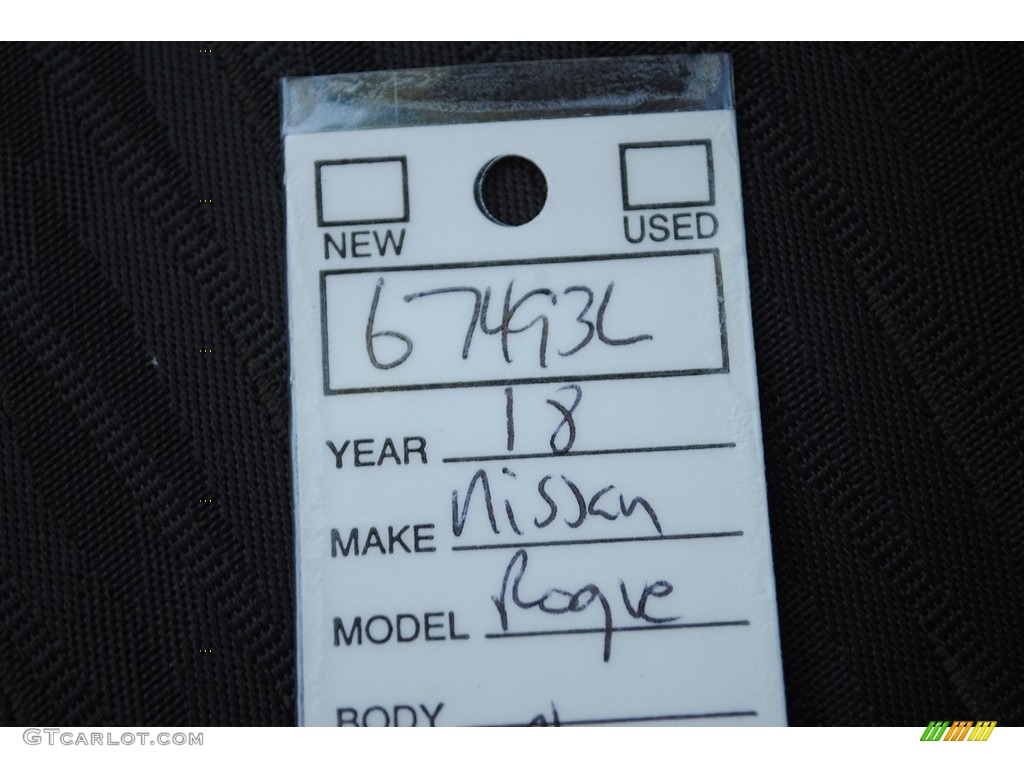 NEW USED
67493L
YEAR 18
MAKE Nissan
MODEL Rogue
BODY
GTCARLOT.COM